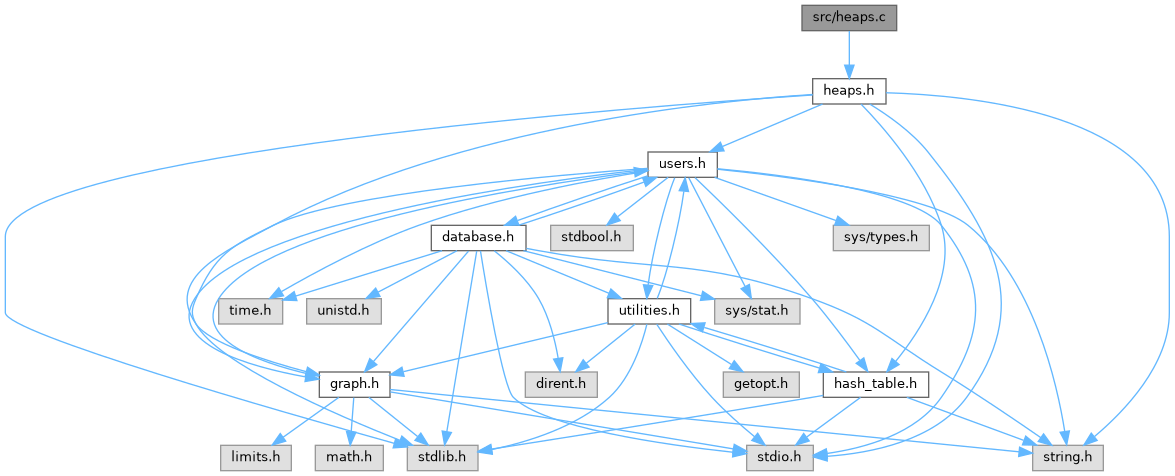 src/heaps.c
heaps.h
users.h
database.h
stdbool.h
sys/types.h
time.h
unistd.h
utilities.h
sys/stat.h
graph.h
dirent.h
getopt.h
hash_table.h
limits.h
math.h
stdlib.h
stdio.h
string.h